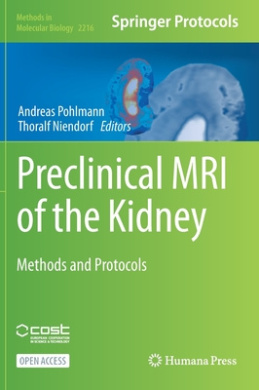 Methods in
Molecular Biology 2216
Springer Protocols
Andreas Pohlmann
Thoralf Niendorf Editors
Preclinical MRI
of the Kidney
Methods and Protocols
cost
EUROPEAN COOPERATION
IN SCIENCE & TECHNOLOGY
OPEN ACCESS
Humana Press